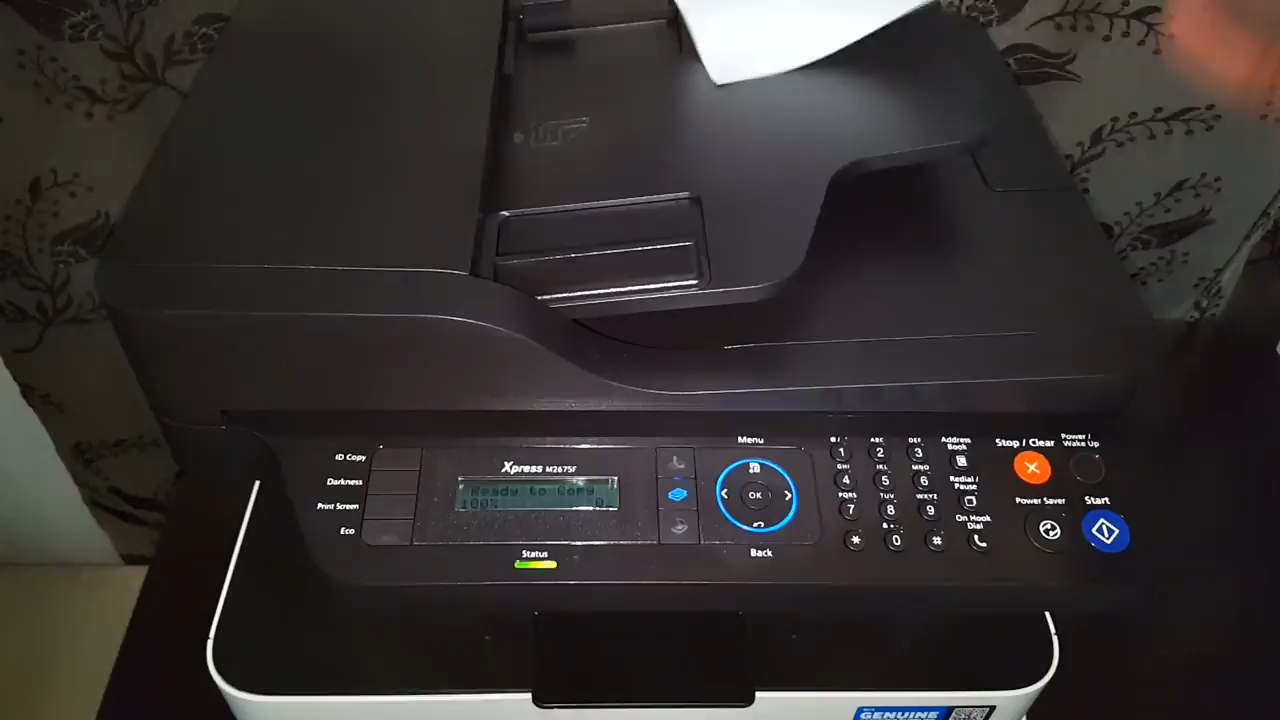 ID Copy
Darkness
Print Screen
Eco
Xpress M2675F
Ready to Copy
100% 0
Status
Menu
OK
Back
1
ABC
2
DEF
3
GHI
4
JKL
5
MNO
6
PQRS
7
TUV
8
WXYZ
9
*
0
#
Address
Book
Redial /
Pause
On Hook
Dial
Stop / Clear
Power /
Wake Up
Power Saver
Start
GENUINE